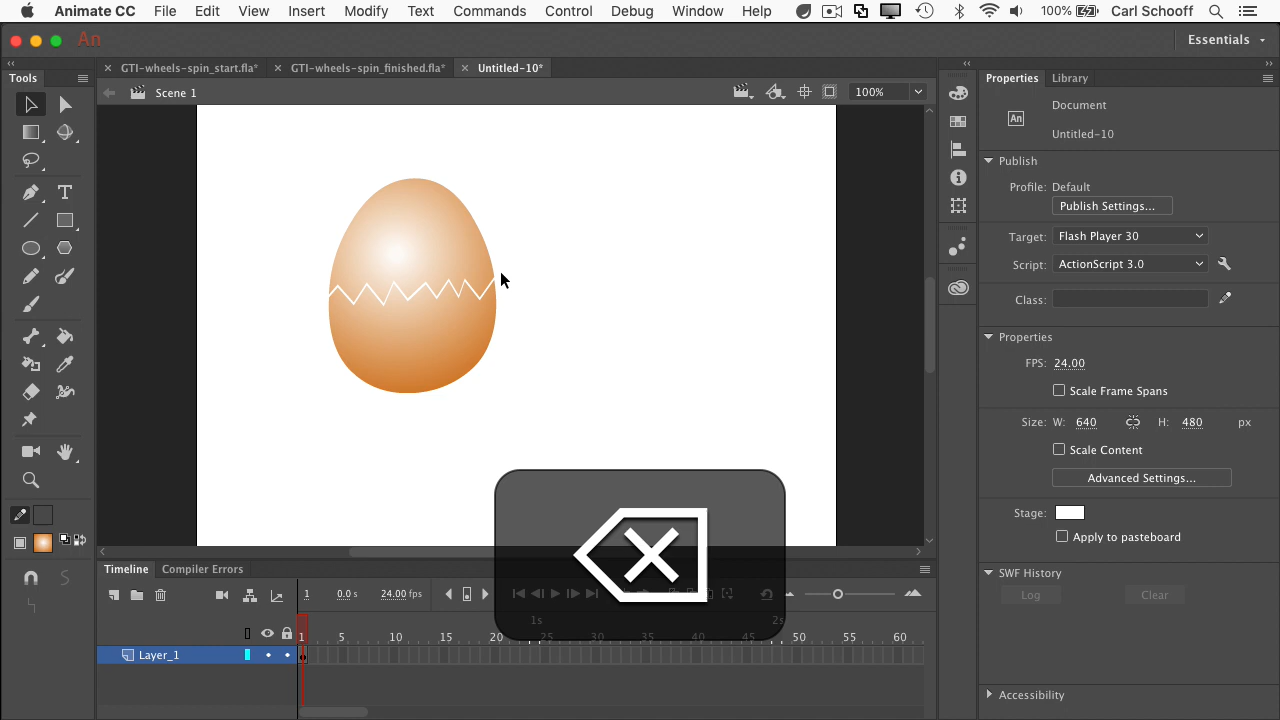 Animate CC File Edit View Insert Modify Text Commands Control Debug Window Help 100% Carl Schooff
An Essentials
Tools
GTI-wheels-spin_start.fla* GTI-wheels-spin_finished.fla* Untitled-10*
Scene 1 100%
Properties Library
Document
An
Untitled-10
Publish
Profile: Default
Publish Settings...
Target: Flash Player 30
Script: ActionScript 3.0
Class:
Properties
FPS: 24.00
Scale Frame Spans
Size: W: 640 H: 480 px
Scale Content
Advanced Settings...
Stage:
Apply to pasteboard
SWF History
Log Clear
Accessibility
Timeline Compiler Errors
1 0.0 s 24.00 fps
1s 2s
1 5 10 15 20 25 30 35 40 45 50 55 60
Layer_1